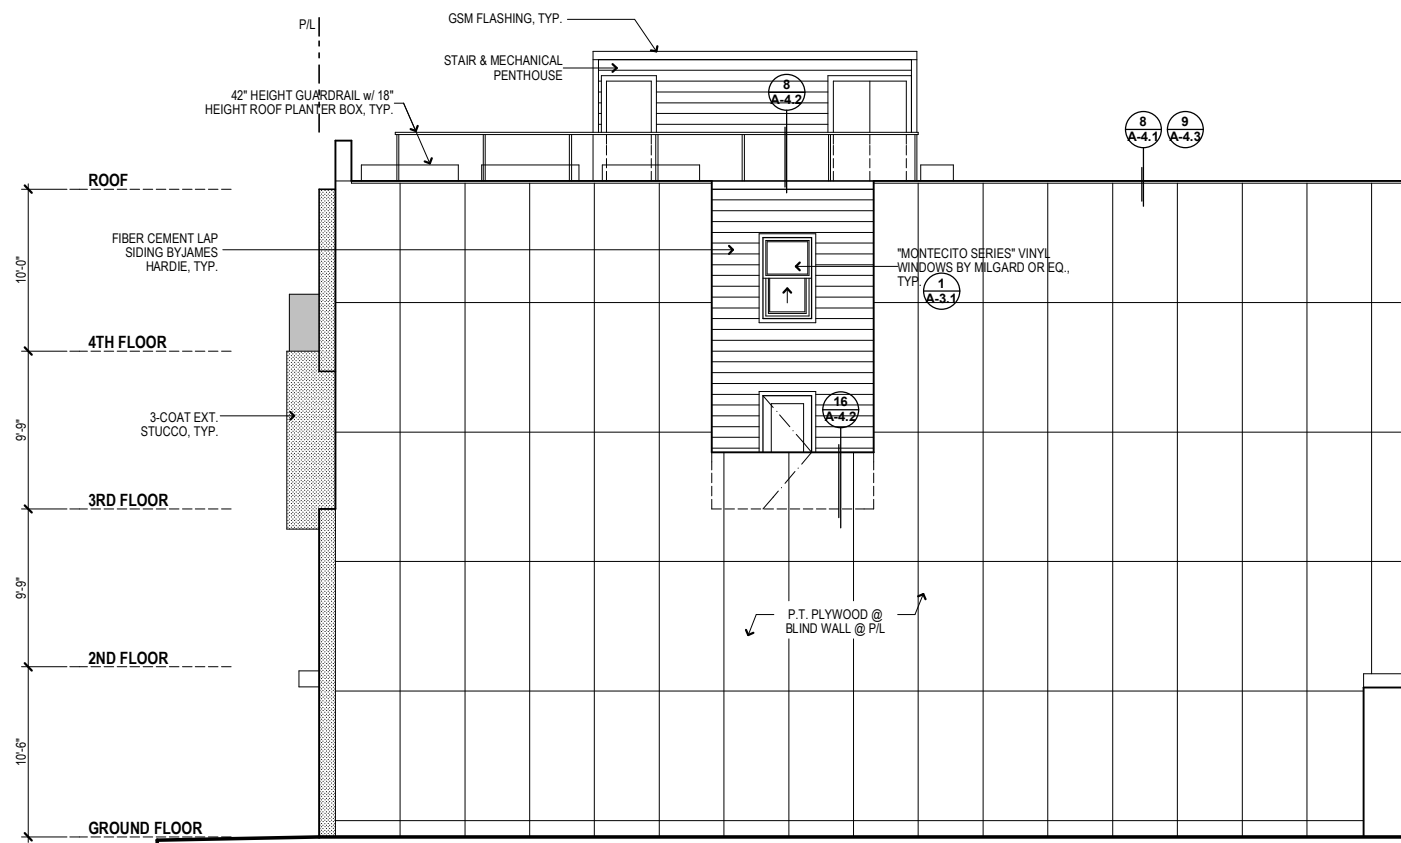 P/L
GSM FLASHING, TYP.
STAIR & MECHANICAL
PENTHOUSE
42" HEIGHT GUARDRAIL w/ 18"
HEIGHT ROOF PLANTER BOX, TYP.
8
A-4.2
8
A-4.1
9
A-4.3
ROOF
FIBER CEMENT LAP
SIDING BYJAMES
HARDIE, TYP.
"MONTECITO SERIES" VINYL
WINDOWS BY MILGARD OR EQ.,
TYP.
1
A-3.1
10'-0"
4TH FLOOR
16
A-4.2
3-COAT EXT.
STUCCO, TYP.
9'-9"
3RD FLOOR
9'-9"
P.T. PLYWOOD @
BLIND WALL @ P/L
2ND FLOOR
10'-6"
GROUND FLOOR